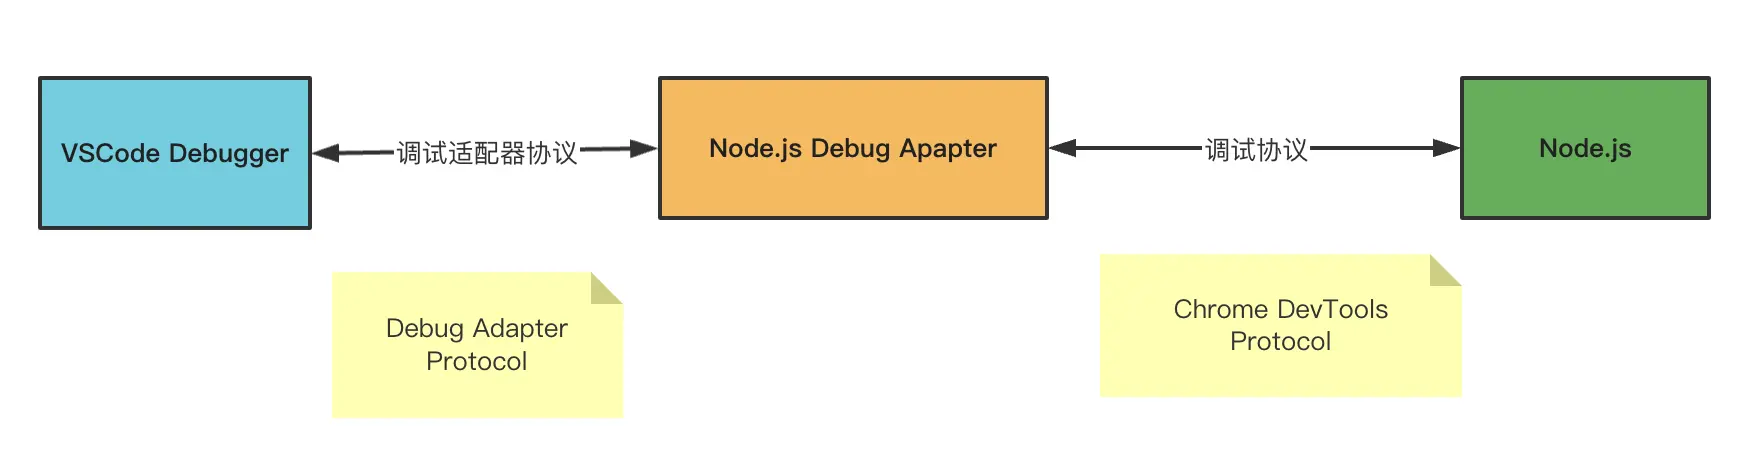 VSCode Debugger
调试适配器协议
Node.js Debug Apapter
调试协议
Node.js
Debug Adapter
Protocol
Chrome DevTools
Protocol